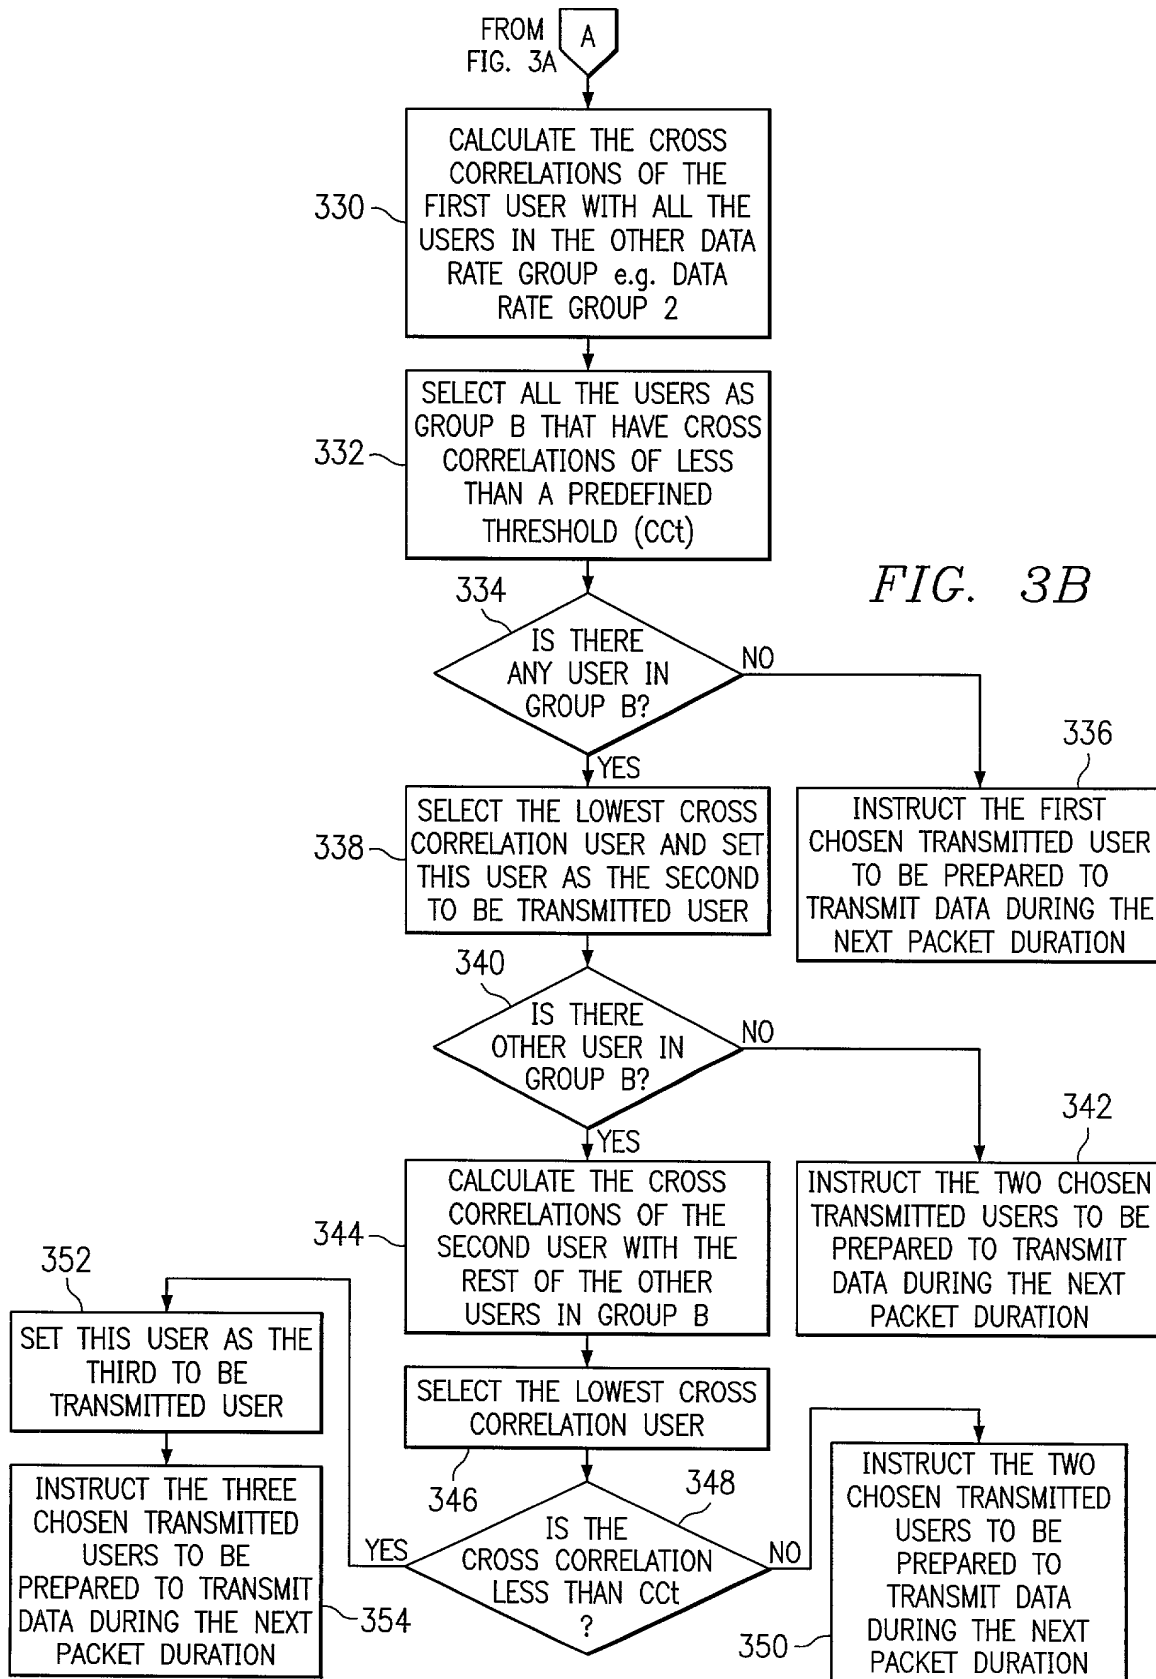 FROM
FIG. 3A
A
330
CALCULATE THE CROSS
CORRELATIONS OF THE
FIRST USER WITH ALL THE
USERS IN THE OTHER DATA
RATE GROUP e.g. DATA
RATE GROUP 2
332
SELECT ALL THE USERS AS
GROUP B THAT HAVE CROSS
CORRELATIONS OF LESS
THAN A PREDEFINED
THRESHOLD (CCt)
FIG. 3B
334
IS THERE
ANY USER IN
GROUP B?
NO
YES
336
INSTRUCT THE FIRST
CHOSEN TRANSMITTED USER
TO BE PREPARED TO
TRANSMIT DATA DURING THE
NEXT PACKET DURATION
338
SELECT THE LOWEST CROSS
CORRELATION USER AND SET
THIS USER AS THE SECOND
TO BE TRANSMITTED USER
340
IS THERE
OTHER USER IN
GROUP B?
NO
YES
342
INSTRUCT THE TWO CHOSEN
TRANSMITTED USERS TO BE
PREPARED TO TRANSMIT
DATA DURING THE NEXT
PACKET DURATION
344
CALCULATE THE CROSS
CORRELATIONS OF THE
SECOND USER WITH THE
REST OF THE OTHER
USERS IN GROUP B
352
SET THIS USER AS THE
THIRD TO BE
TRANSMITTED USER
SELECT THE LOWEST CROSS
CORRELATION USER
346
348
IS THE
CROSS CORRELATION
LESS THAN CCt
?
YES
NO
INSTRUCT THE THREE
CHOSEN TRANSMITTED
USERS TO BE
PREPARED TO TRANSMIT
DATA DURING THE NEXT
PACKET DURATION
354
INSTRUCT THE TWO
CHOSEN TRANSMITTED
USERS TO BE
PREPARED TO
TRANSMIT DATA
DURING THE NEXT
PACKET DURATION
350